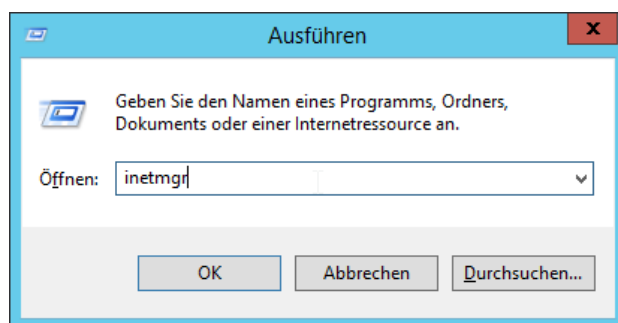 Ausführen
x
Geben Sie den Namen eines Programms, Ordners,
Dokuments oder einer Internetressource an.
Öffnen: inetmgr
OK Abbrechen Durchsuchen...